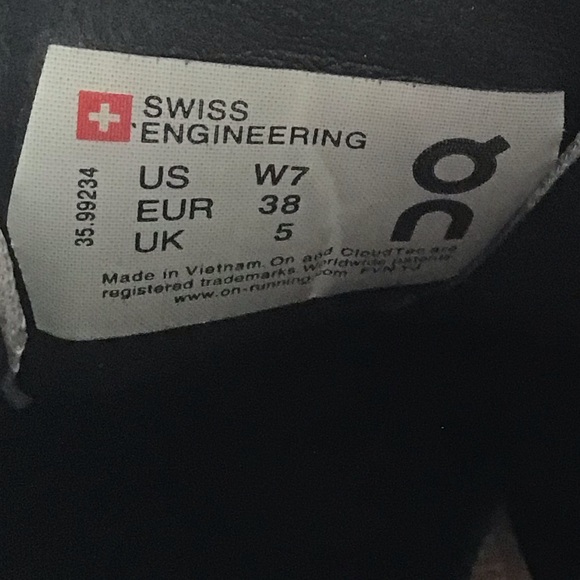 SWISS
ENGINEERING
US W7
EUR 38
UK 5
35.99234
Made in Vietnam. On and CloudTec are
registered trademarks. Worldwide patents
www.on-running.com
On